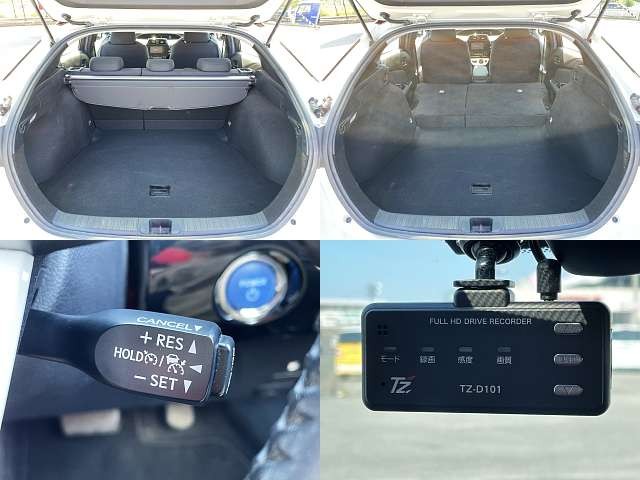 POWER
CANCEL▼
+RES▲
HOLD / ◀
−SET▼
FULL HD DRIVE RECORDER
モード 録画 感度 画質
TZ TZ-D101